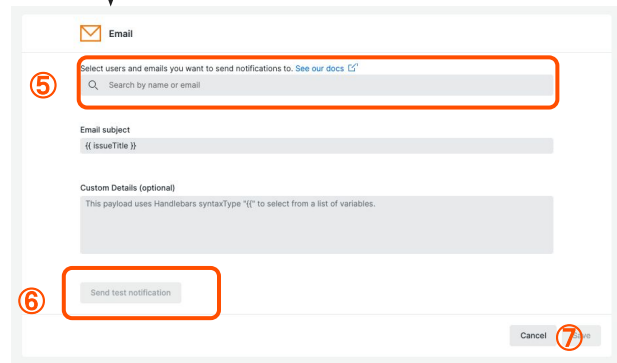 Email
Select users and emails you want to send notifications to. See our docs
⑤
Search by name or email
Email subject
{{ issueTitle }}
Custom Details (optional)
This payload uses Handlebars syntaxType "{{" to select from a list of variables.
Send test notification
⑥
Cancel
⑦